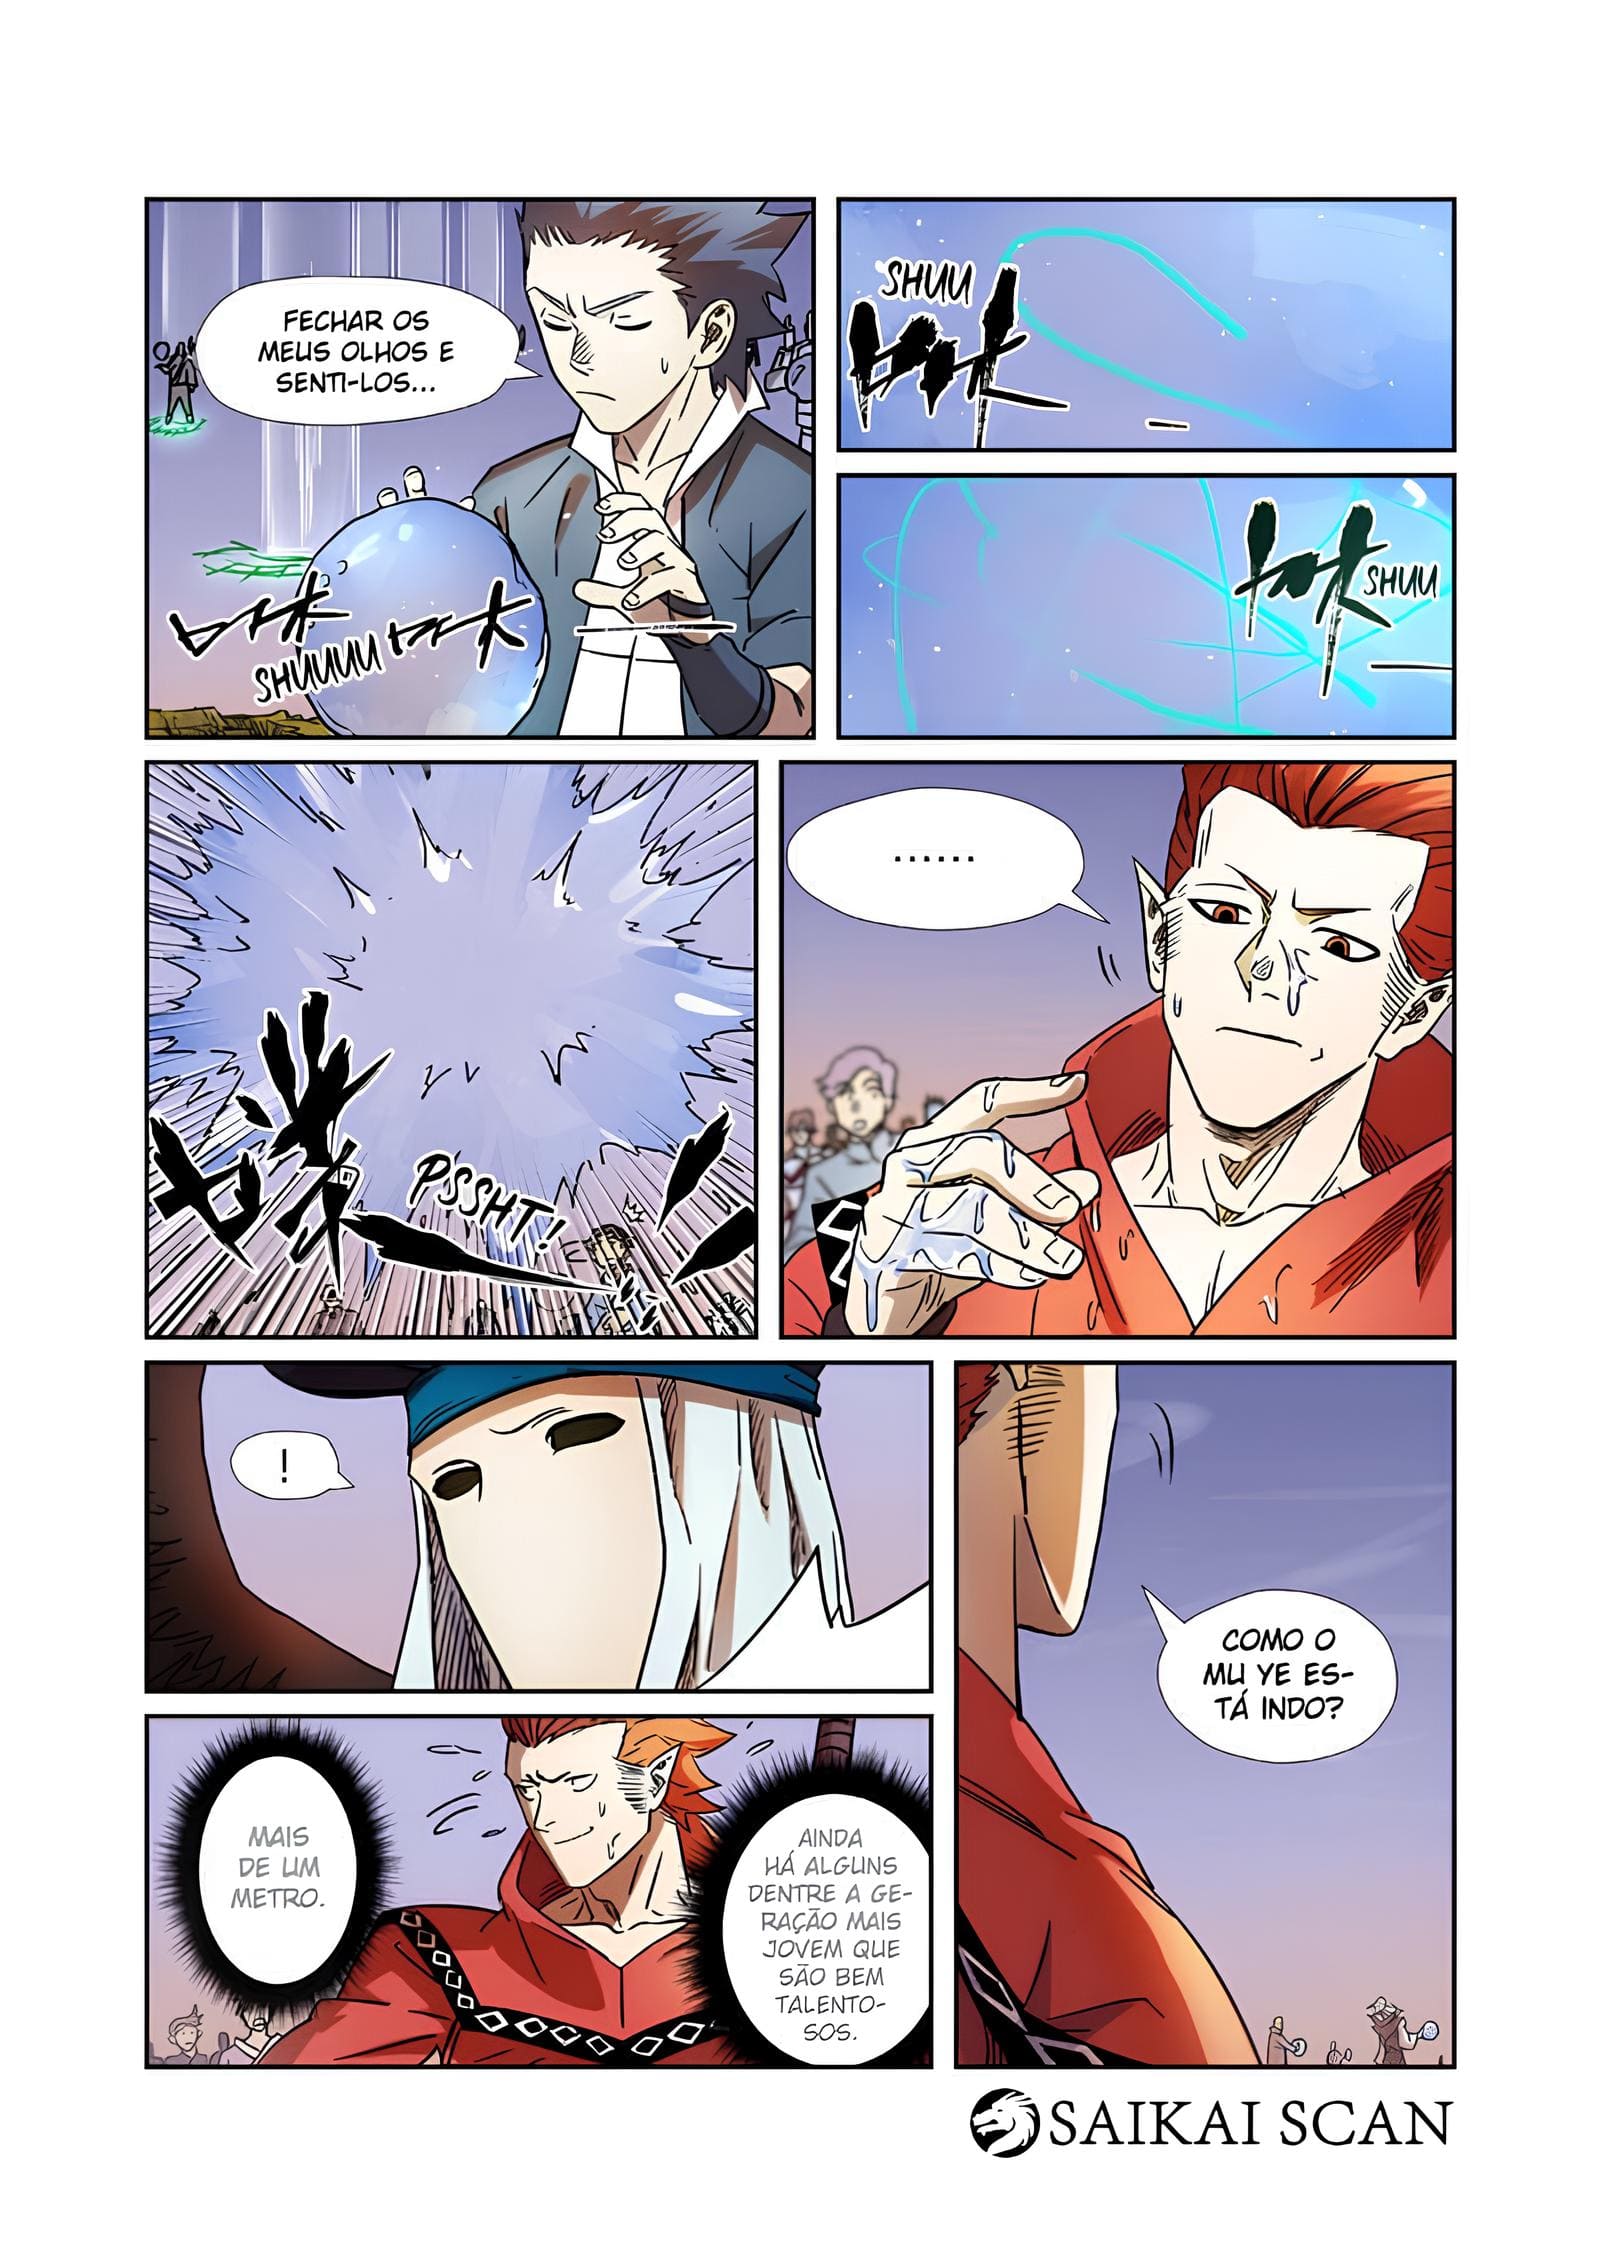 FECHAR OS
MEUS OLHOS E
SENTI-LOS...
SHUUUU
SHUU
SHUU
PSSHT!
......
!
COMO O
MU YE ES-
TÁ INDO?
MAIS
DE UM
METRO.
AINDA
HÁ ALGUNS
DENTRE A GE-
RAÇÃO MAIS
JOVEM QUE
SÃO BEM
TALENTO-
SOS.
SAIKAI SCAN